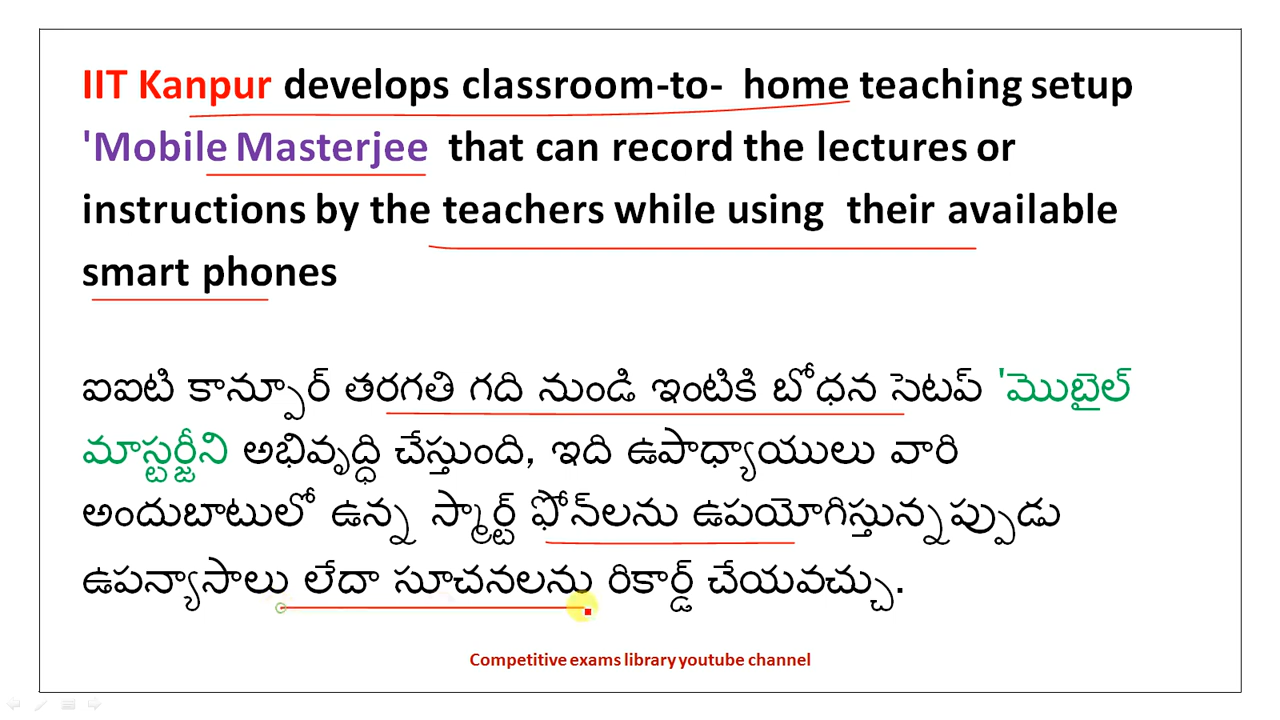 IIT Kanpur develops classroom-to- home teaching setup
'Mobile Masterjee that can record the lectures or
instructions by the teachers while using their available
smart phones
ఐఐటి కాన్పూర్ తరగతి గది నుండి ఇంటికి బోధన సెటప్ 'మొబైల్
మాస్టర్జీని అభివృద్ధి చేస్తుంది, ఇది ఉపాధ్యాయులు వారి
అందుబాటులో ఉన్న స్మార్ట్ ఫోన్‌లను ఉపయోగిస్తున్నప్పుడు
ఉపన్యాసాలు లేదా సూచనలను రికార్డ్ చేయవచ్చు.
Competitive exams library youtube channel